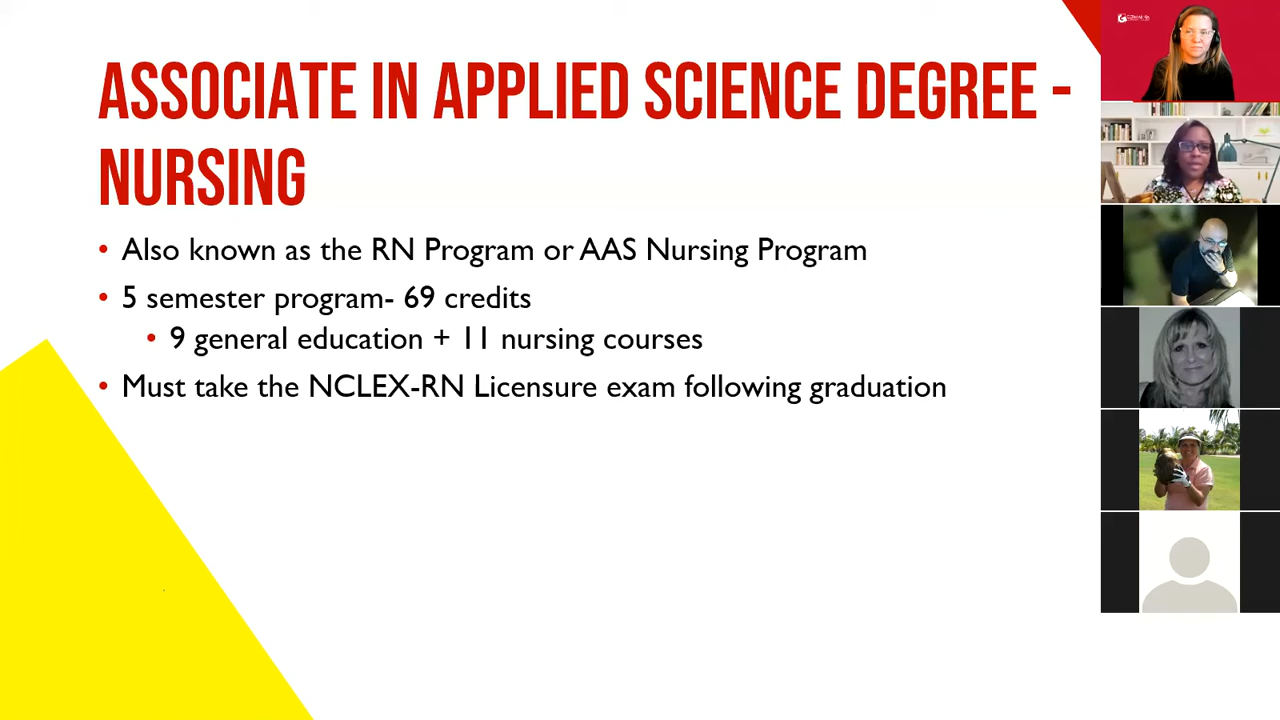 ASSOCIATE IN APPLIED SCIENCE DEGREE -
NURSING
• Also known as the RN Program or AAS Nursing Program
• 5 semester program- 69 credits
• 9 general education + 11 nursing courses
• Must take the NCLEX-RN Licensure exam following graduation